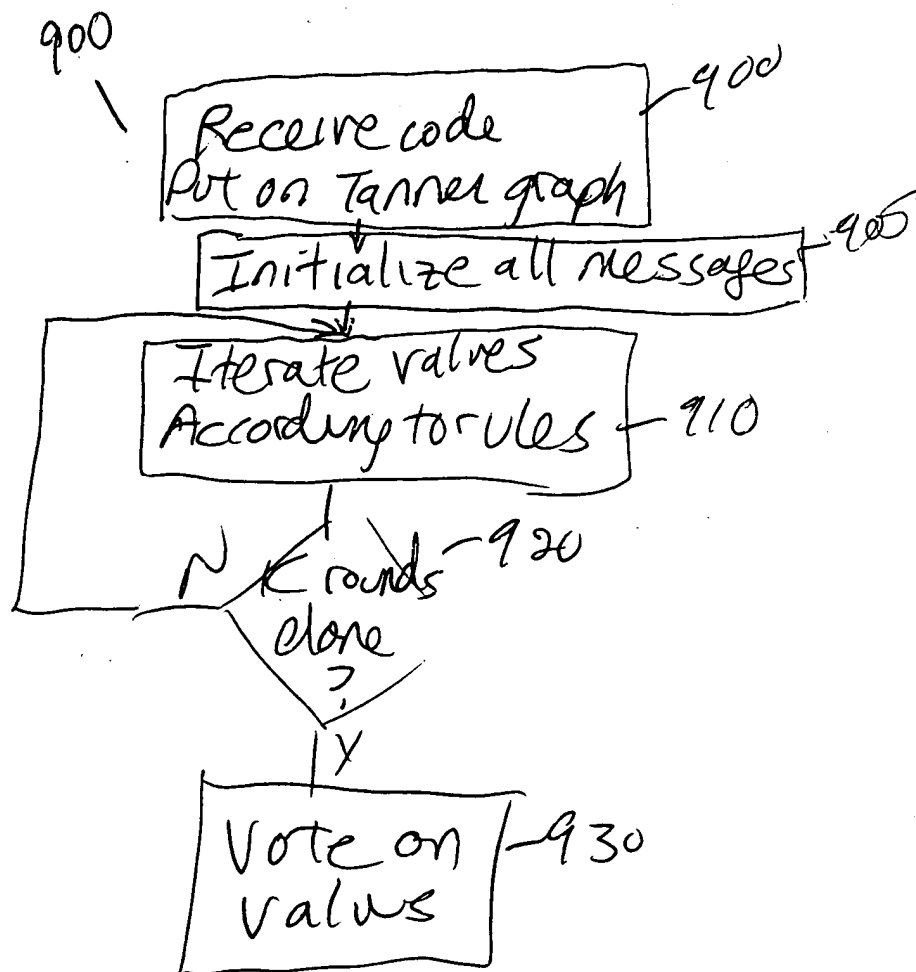 900
900
Receive code
Put on Tanner graph
905
Initialize all messages
Iterate values
According to rules
910
N
K rounds
920
done
?
Y
Vote on
values
930